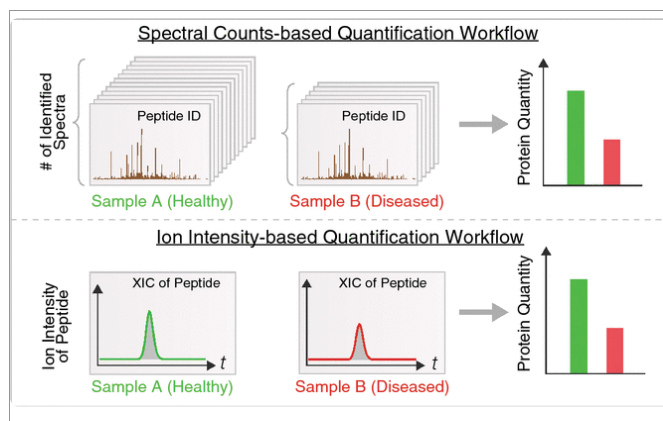 Spectral Counts-based Quantification Workflow
# of Identified
Spectra
Peptide ID
Peptide ID
Protein Quantity
Sample A (Healthy)
Sample B (Diseased)
Ion Intensity-based Quantification Workflow
Ion Intensity
of Peptide
XIC of Peptide
t
XIC of Peptide
t
Protein Quantity
Sample A (Healthy)
Sample B (Diseased)